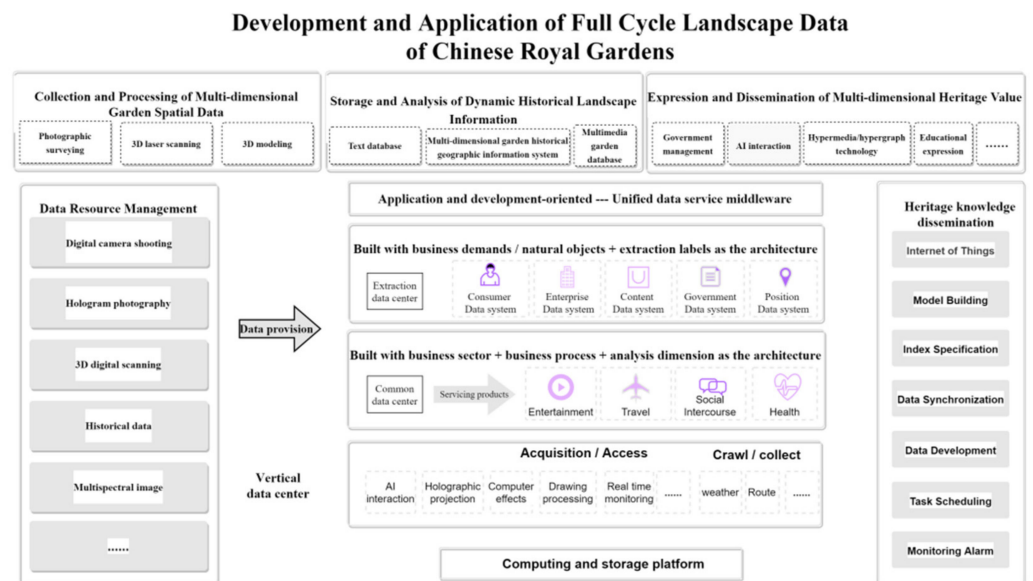 Development and Application of Full Cycle Landscape Data
of Chinese Royal Gardens
Collection and Processing of Multi-dimensional
Garden Spatial Data
Photographic
surveying
3D laser scanning
3D modeling
Storage and Analysis of Dynamic Historical Landscape
Information
Text database
Multi-dimensional garden historical
geographic information system
Multimedia
garden
database
Expression and Dissemination of Multi-dimensional Heritage Value
Government
management
AI interaction
Hypermedia/hypergraph
technology
Educational
expression
......
Data Resource Management
Digital camera shooting
Hologram photography
3D digital scanning
Historical data
Multispectral image
......
Data provision
Vertical
data center
Application and development-oriented --- Unified data service middleware
Built with business demands / natural objects + extraction labels as the architecture
Extraction
data center
Consumer
Data system
Enterprise
Data system
Content
Data system
Government
Data system
Position
Data system
Built with business sector + business process + analysis dimension as the architecture
Common
data center
Servicing products
Entertainment
Travel
Social
Intercourse
Health
Acquisition / Access
Crawl / collect
AI
interaction
Holographic
projection
Computer
effects
Drawing
processing
Real time
monitoring
......
weather
Route
......
Computing and storage platform
Heritage knowledge
dissemination
Internet of Things
Model Building
Index Specification
Data Synchronization
Data Development
Task Scheduling
Monitoring Alarm